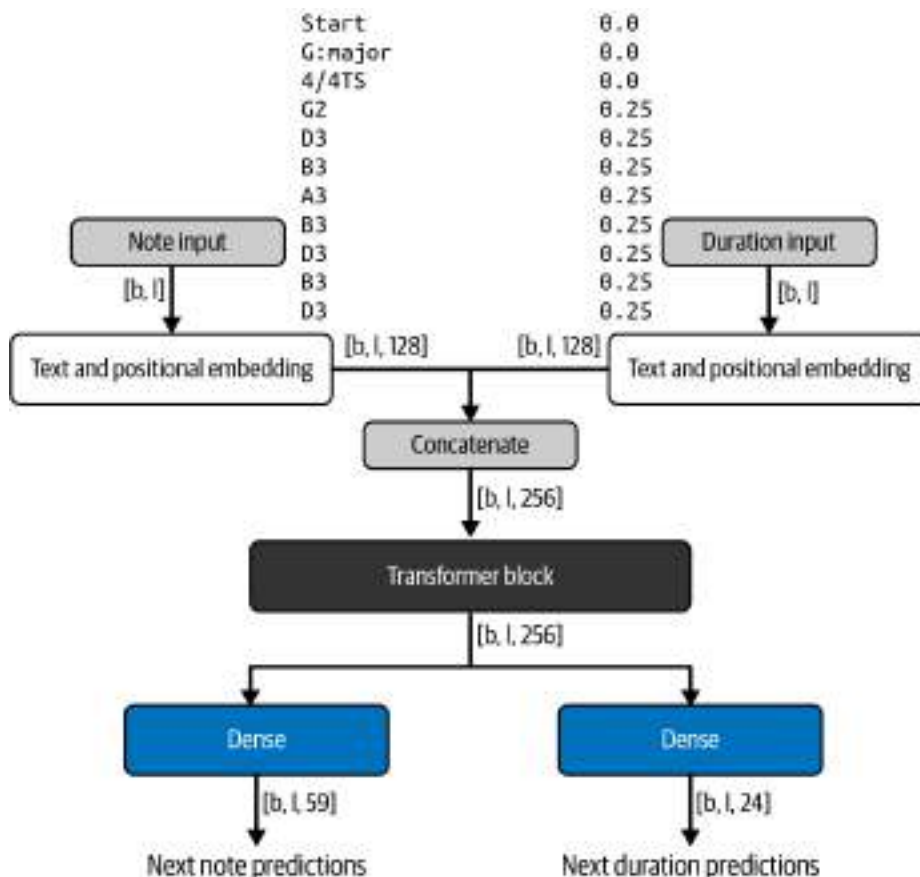 Start 0.0
G:major 0.0
4/4TS 0.0
G2 0.25
D3 0.25
B3 0.25
A3 0.25
B3 0.25
D3 0.25
B3 0.25
D3 0.25
Note input
Duration input
[b, l]
[b, l]
Text and positional embedding
[b, l, 128]
[b, l, 128]
Text and positional embedding
Concatenate
[b, l, 256]
Transformer block
[b, l, 256]
Dense
Dense
[b, l, 59]
[b, l, 24]
Next note predictions
Next duration predictions